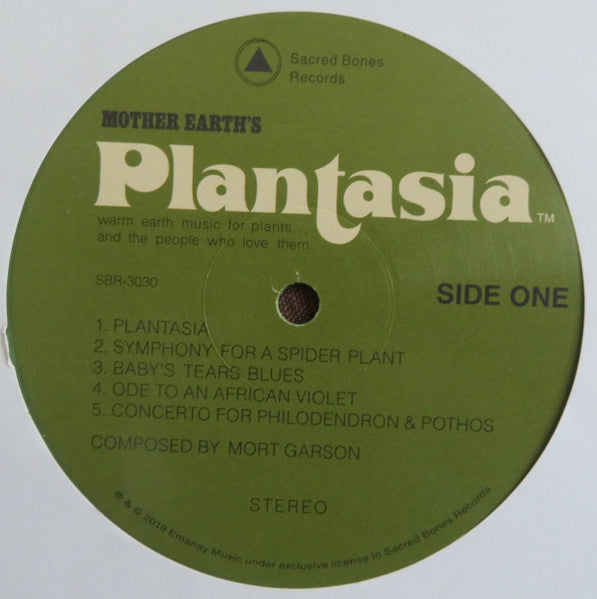 Sacred Bones
Records
MOTHER EARTH'S
Plantasia™
warm earth music for plants...
and the people who love them
SBR-3030
SIDE ONE
1. PLANTASIA
2. SYMPHONY FOR A SPIDER PLANT
3. BABY'S TEARS BLUES
4. ODE TO AN AFRICAN VIOLET
5. CONCERTO FOR PHILODENDRON & POTHOS
COMPOSED BY MORT GARSON
STEREO
℗ & © 2019 Emanay Music under exclusive license to Sacred Bones Records